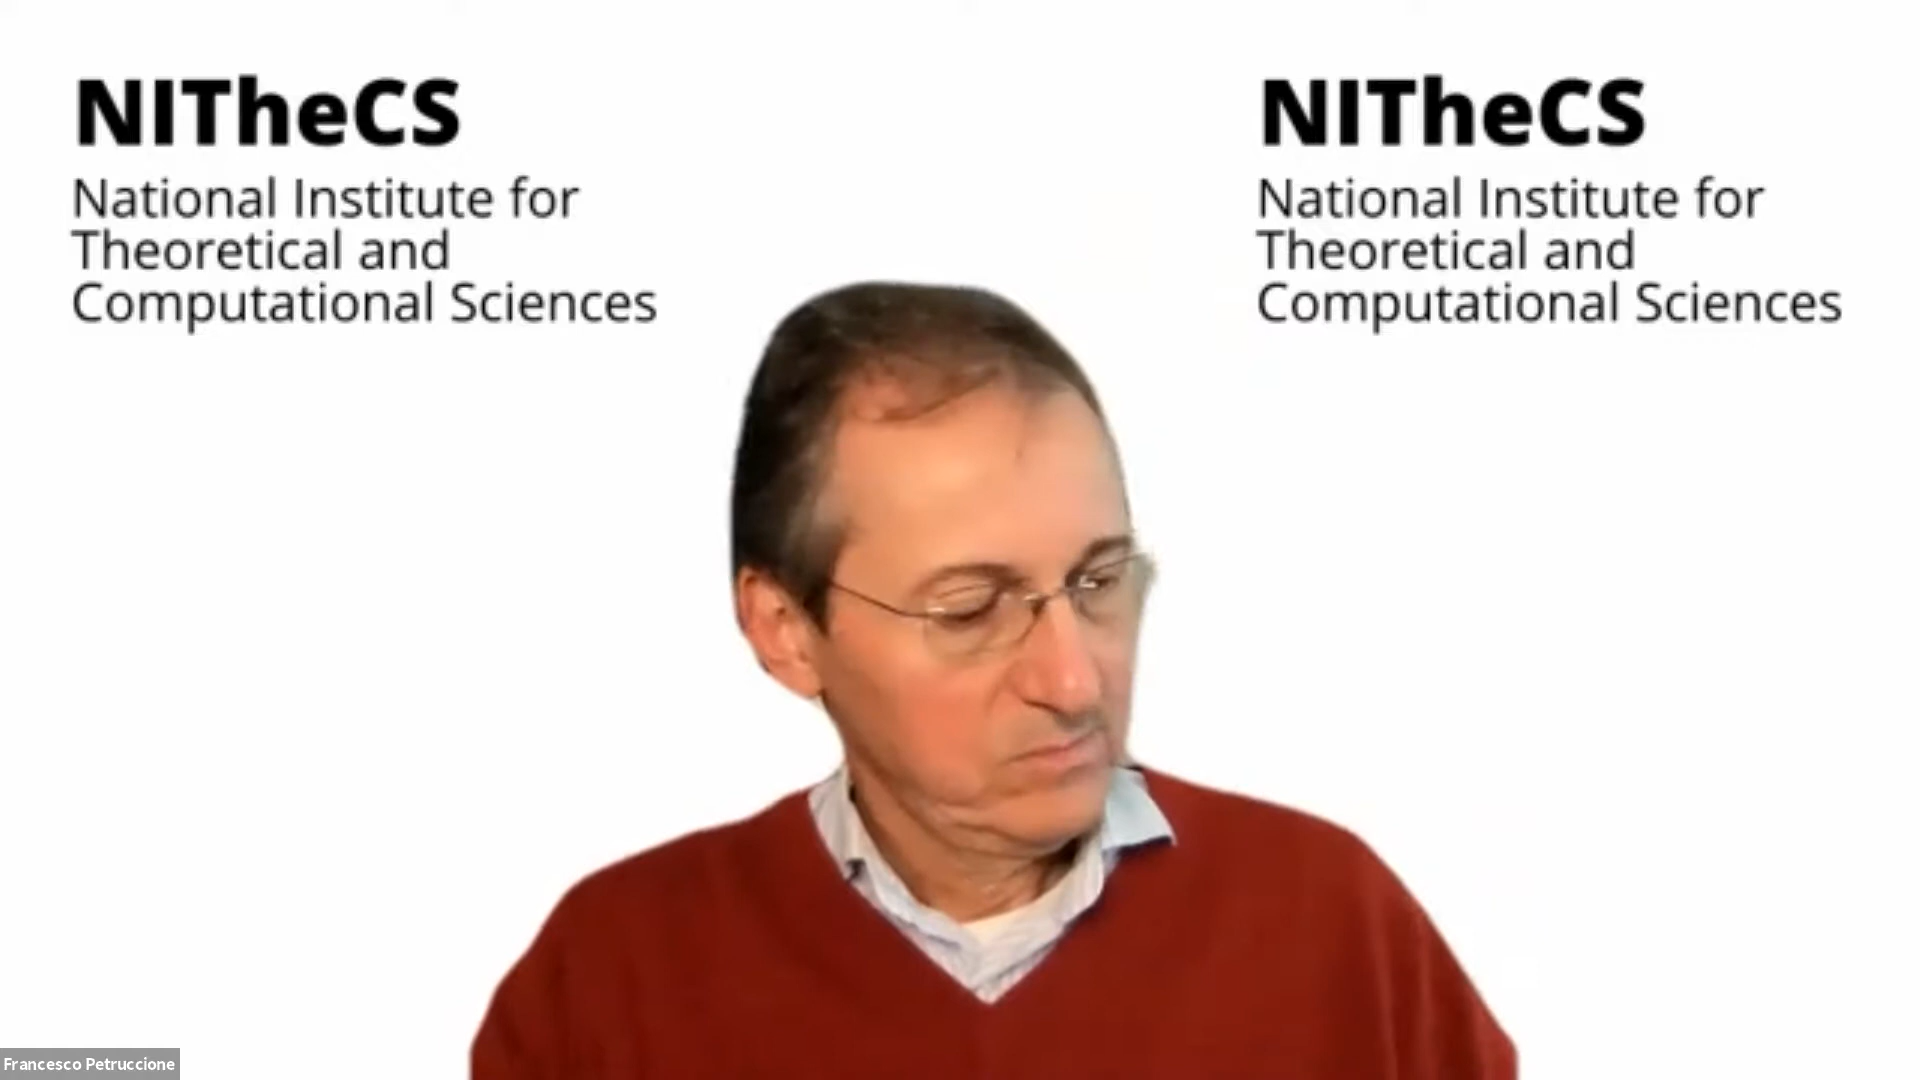 NITheCS
National Institute for
Theoretical and
Computational Sciences
NITheCS
National Institute for
Theoretical and
Computational Sciences
Francesco Petruccione